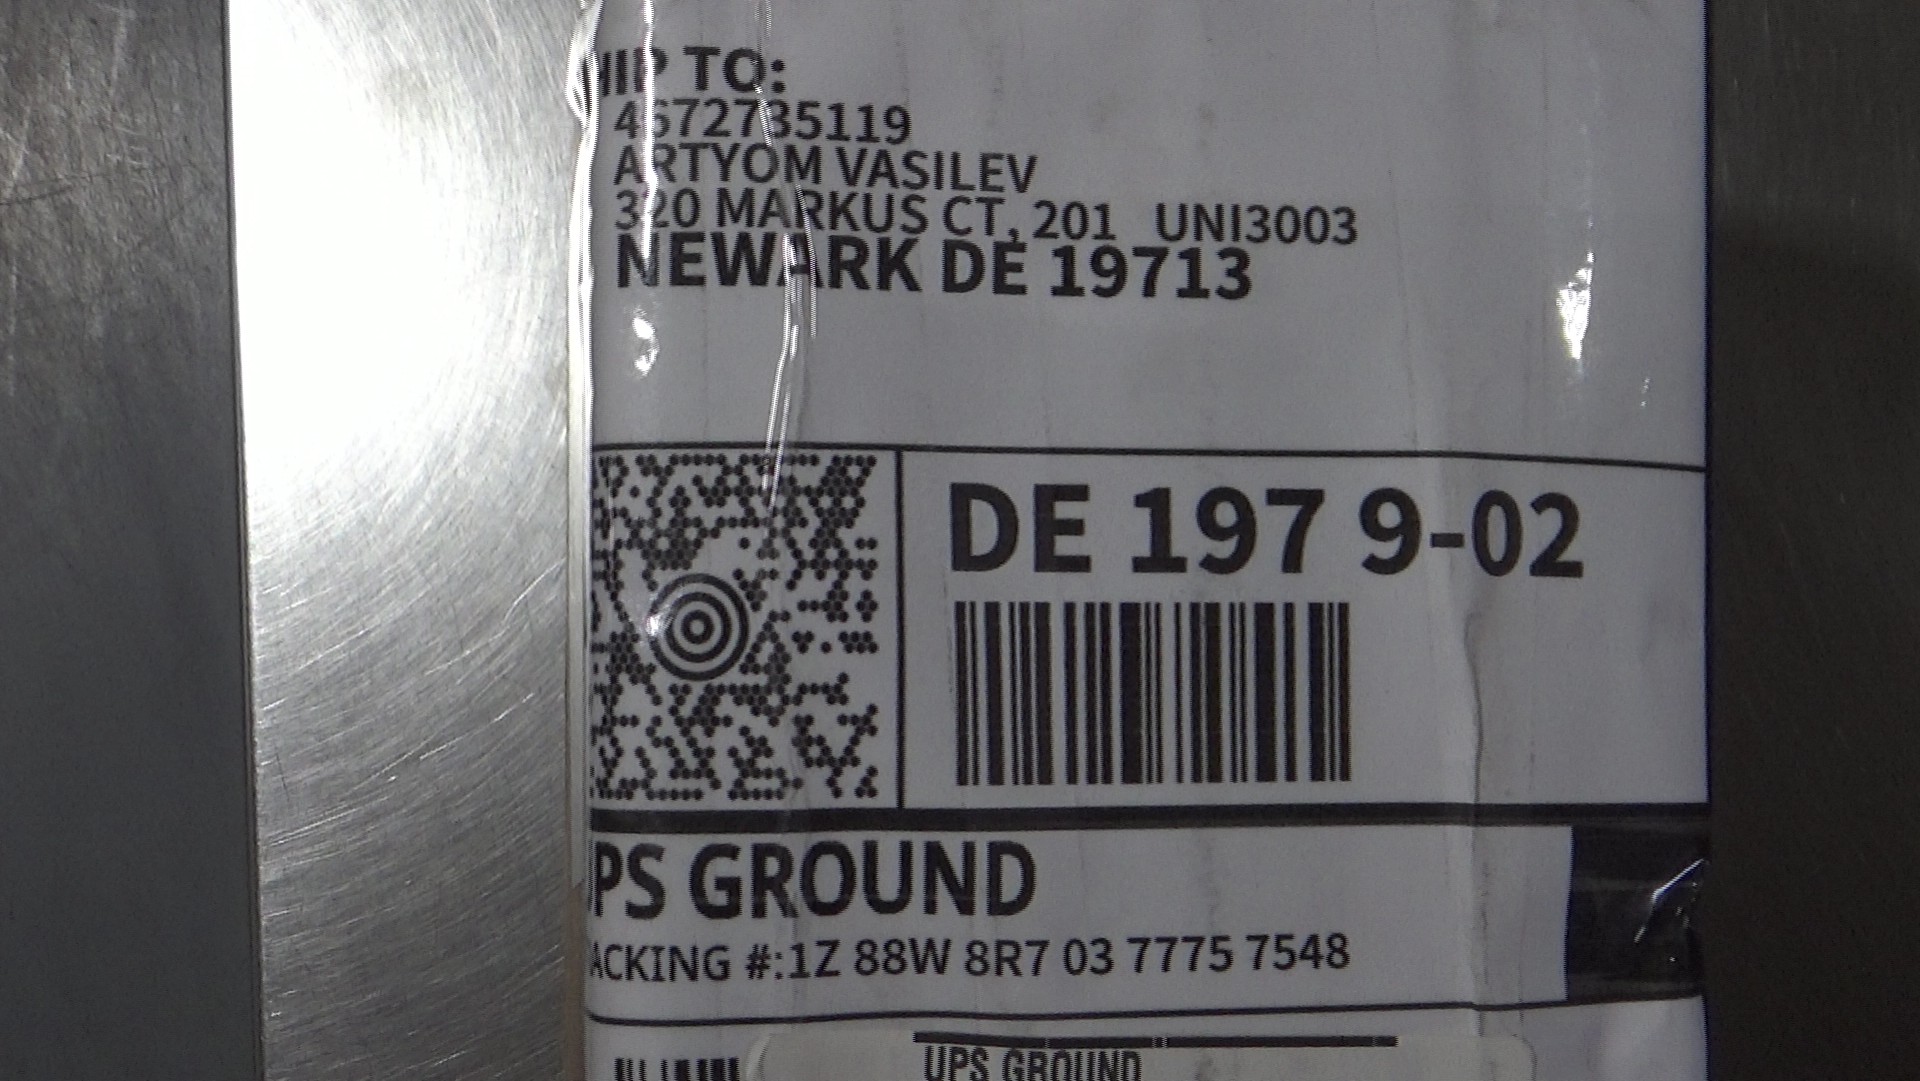 HIP TO:
4672735119
ARTYOM VASILEV
320 MARKUS CT, 201 UNI3003
NEWARK DE 19713
DE 197 9-02
UPS GROUND
ACKING #:1Z 88W 8R7 03 7775 7548
UPS GROUND